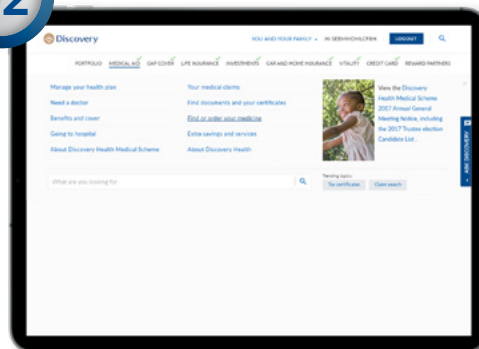 2
Discovery
YOU AND YOUR FAMILY
LOGOUT
PORTFOLIO MEDICAL AID GAP COVER LIFE INSURANCE INVESTMENTS CAR AND HOME INSURANCE VITALITY CREDIT CARD REWARD PARTNERS
Manage your health plan
Need a doctor
Benefits and cover
Going to hospital
About Discovery Health Medical Scheme
Your medical claims
Find documents and your certificates
Find or order your medicine
Extra savings and services
About Discovery Health
View the Discovery
Health Medical Scheme
2017 Annual General
Meeting Notice, including
the 2017 Trustee election
Candidate List..
ASK DISCOVERY
What are you looking for
Trending topics:
Tax certificates Claim search